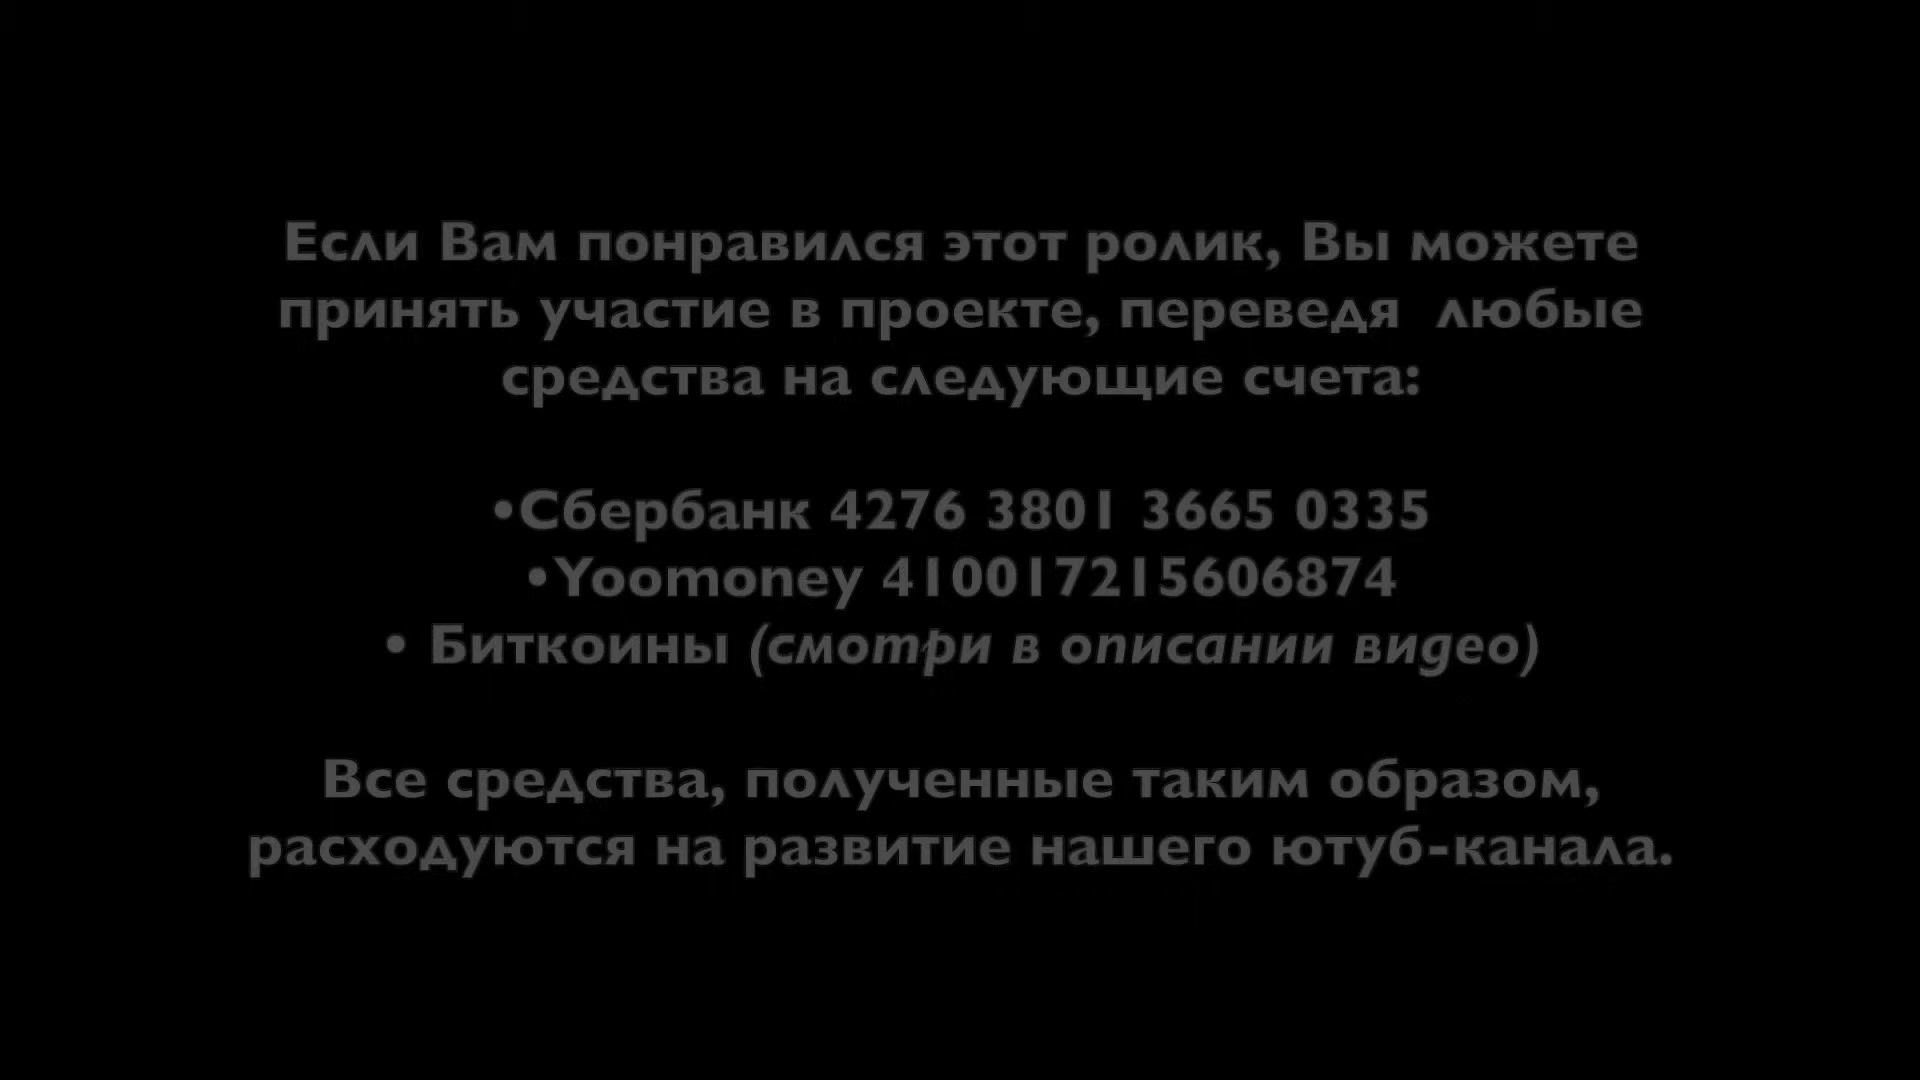 Если Вам понравился этот ролик, Вы можете
принять участие в проекте, переведя любые
средства на следующие счета:
•Сбербанк 4276 3801 3665 0335
•Yoomoney 410017215606874
• Биткоины (смотри в описании видео)
Все средства, полученные таким образом,
расходуются на развитие нашего ютуб-канала.